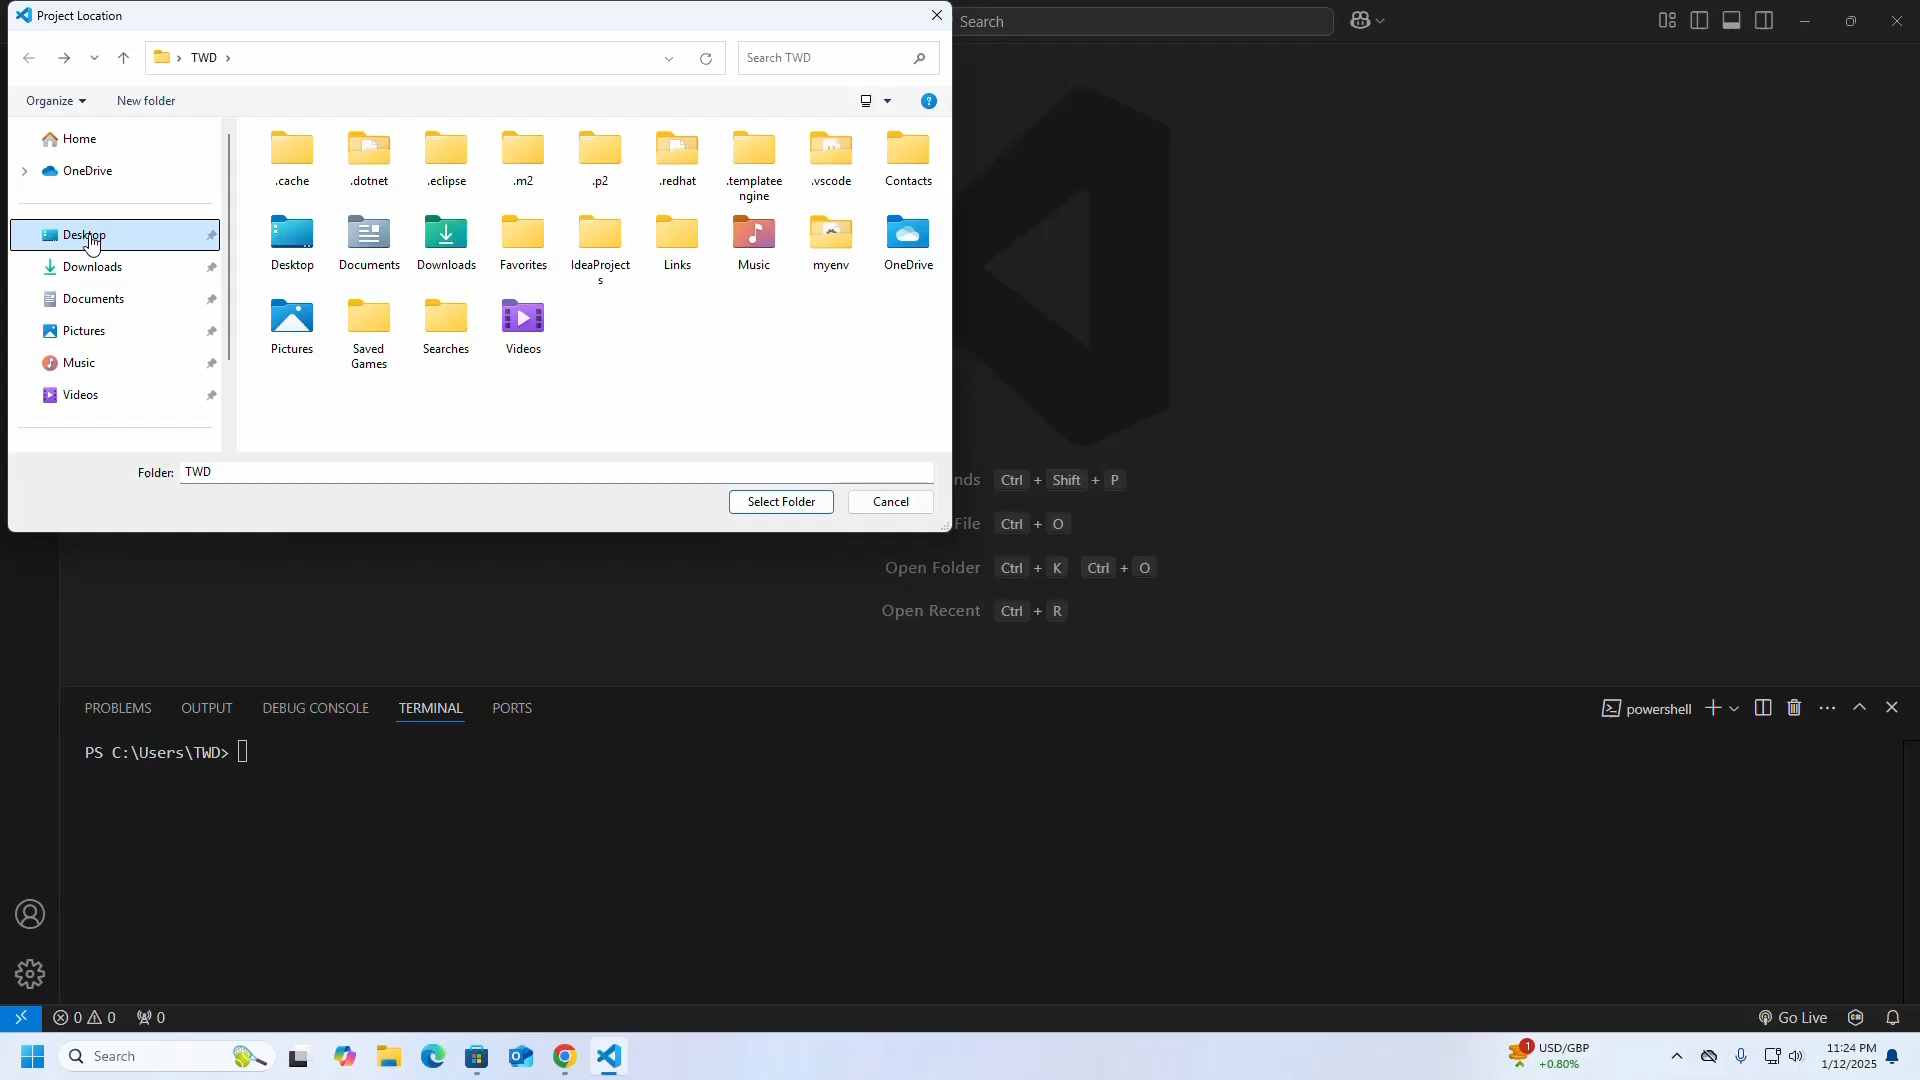 Project Location
Search
TWD
Search TWD
Organize
New folder
Home
OneDrive
Desktop
Downloads
Documents
Pictures
Music
Videos
.cache
.dotnet
.eclipse
.m2
.p2
.redhat
.templatee
ngine
.vscode
Contacts
Desktop
Documents
Downloads
Favorites
IdeaProject
s
Links
Music
myenv
OneDrive
Pictures
Saved
Games
Searches
Videos
Folder: TWD
Select Folder
Cancel
nds Ctrl + Shift + P
File Ctrl + O
Open Folder Ctrl + K Ctrl + O
Open Recent Ctrl + R
PROBLEMS OUTPUT DEBUG CONSOLE TERMINAL PORTS
powershell
PS C:\Users\TWD>
0 0 0
Go Live
Search
1
USD/GBP
+0.80%
11:24 PM
1/12/2025